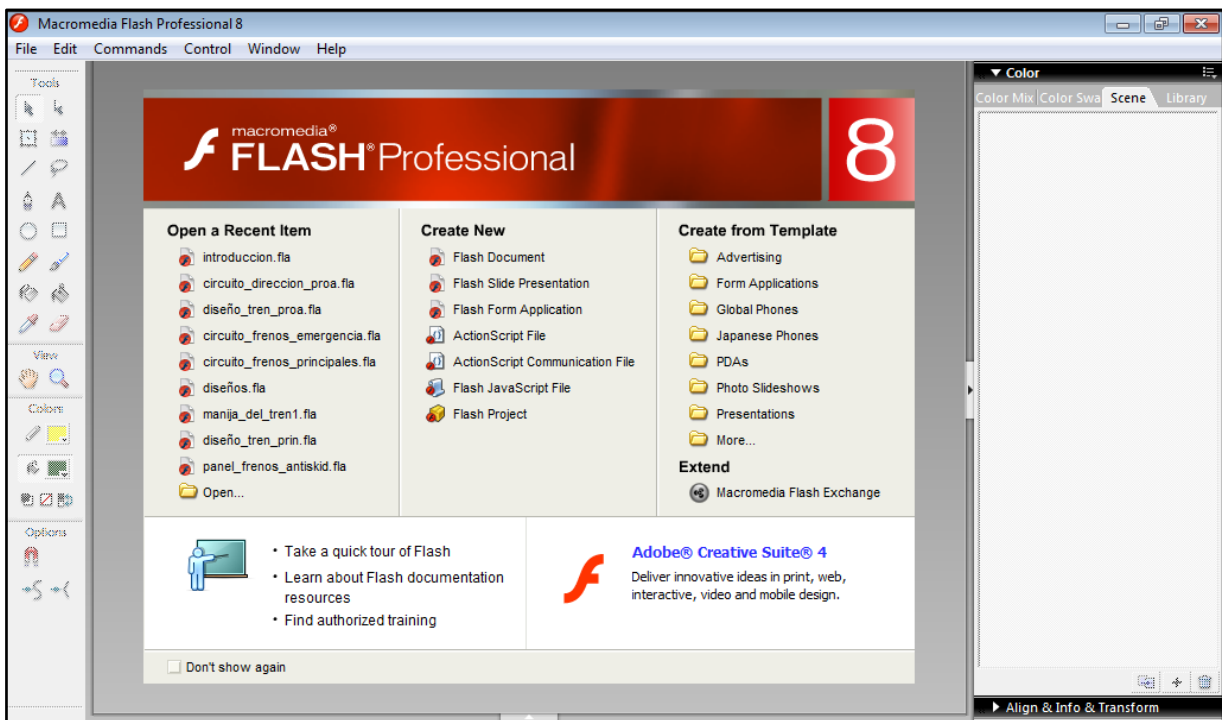 Macromedia Flash Professional 8
File Edit Commands Control Window Help
Tools
View
Colors
Options
macromedia®
FLASH® Professional
8
Open a Recent Item
introduccion.fla
circuito_direccion_proa.fla
diseño_tren_proa.fla
circuito_frenos_emergencia.fla
circuito_frenos_principales.fla
diseños.fla
manija_del_tren1.fla
diseño_tren_prin.fla
panel_frenos_antiskid.fla
Open...
Create New
Flash Document
Flash Slide Presentation
Flash Form Application
ActionScript File
ActionScript Communication File
Flash JavaScript File
Flash Project
Create from Template
Advertising
Form Applications
Global Phones
Japanese Phones
PDAs
Photo Slideshows
Presentations
More...
Extend
Macromedia Flash Exchange
• Take a quick tour of Flash
• Learn about Flash documentation
resources
• Find authorized training
Adobe® Creative Suite® 4
Deliver innovative ideas in print, web,
interactive, video and mobile design.
Don't show again
Color
Color Mix Color Swa Scene Library
Align & Info & Transform